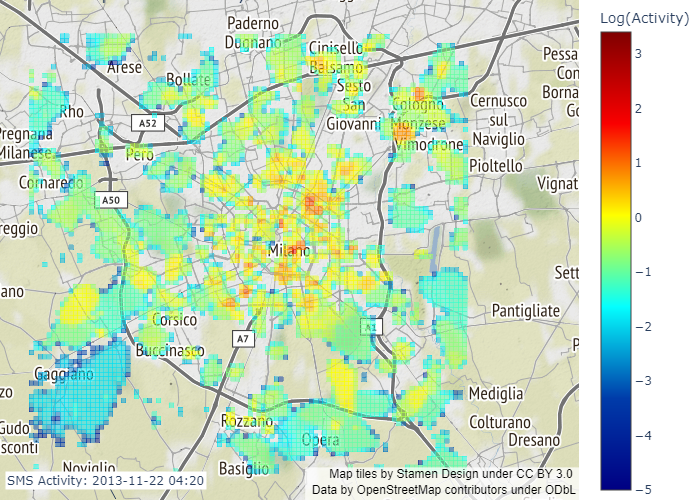 Log(Activity)
Paderno
Dugnano
Cinisello
Balsamo
Arese
Bollate
Sesto
San
Giovanni
Cologno
Monzese
Cernusco
sul
Naviglio
Pessa
Con
Borna
Go
Rho
A52
Vimodrone
Pioltello
Pregnana
Milanese
Pero
Cornaredo
A50
Vignat
reggio
Milano
Sett
ano
Corsico
A7
A1
Pantigliate
P
Buccinasco
Gaggiano
zo
Mediglia
Gudo
sconti
Rozzano
Opera
Colturano
Dresano
Noviglio
Basiglio
SMS Activity: 2013-11-22 04:20
Map tiles by Stamen Design under CC BY 3.0
Data by OpenStreetMap contributors under ODbL
3
2
1
0
−1
−2
−3
−4
−5